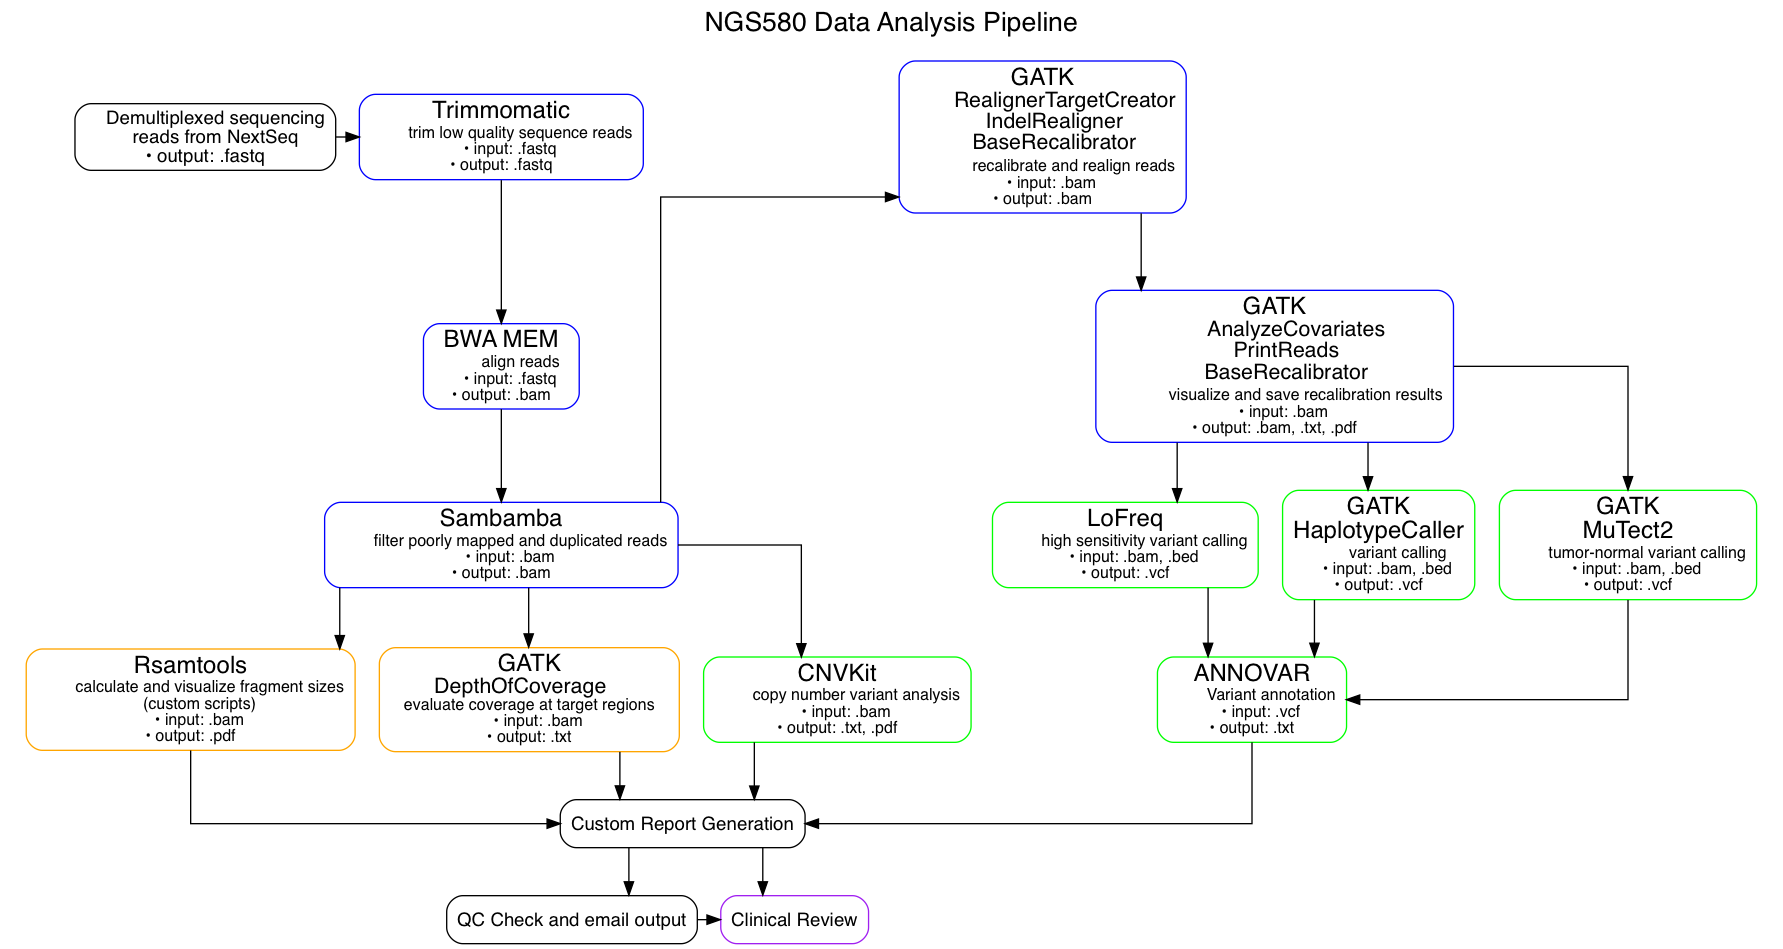 NGS580 Data Analysis Pipeline
Demultiplexed sequencing
reads from NextSeq
• output: .fastq
Trimmomatic
trim low quality sequence reads
• input: .fastq
• output: .fastq
GATK
RealignerTargetCreator
IndelRealigner
BaseRecalibrator
recalibrate and realign reads
• input: .bam
• output: .bam
BWA MEM
align reads
• input: .fastq
• output: .bam
GATK
AnalyzeCovariates
PrintReads
BaseRecalibrator
visualize and save recalibration results
• input: .bam
• output: .bam, .txt, .pdf
Sambamba
filter poorly mapped and duplicated reads
• input: .bam
• output: .bam
LoFreq
high sensitivity variant calling
• input: .bam, .bed
• output: .vcf
GATK
HaplotypeCaller
variant calling
• input: .bam, .bed
• output: .vcf
GATK
MuTect2
tumor-normal variant calling
• input: .bam, .bed
• output: .vcf
Rsamtools
calculate and visualize fragment sizes
(custom scripts)
• input: .bam
• output: .pdf
GATK
DepthOfCoverage
evaluate coverage at target regions
• input: .bam
• output: .txt
CNVKit
copy number variant analysis
• input: .bam
• output: .txt, .pdf
ANNOVAR
Variant annotation
• input: .vcf
• output: .txt
Custom Report Generation
QC Check and email output
Clinical Review